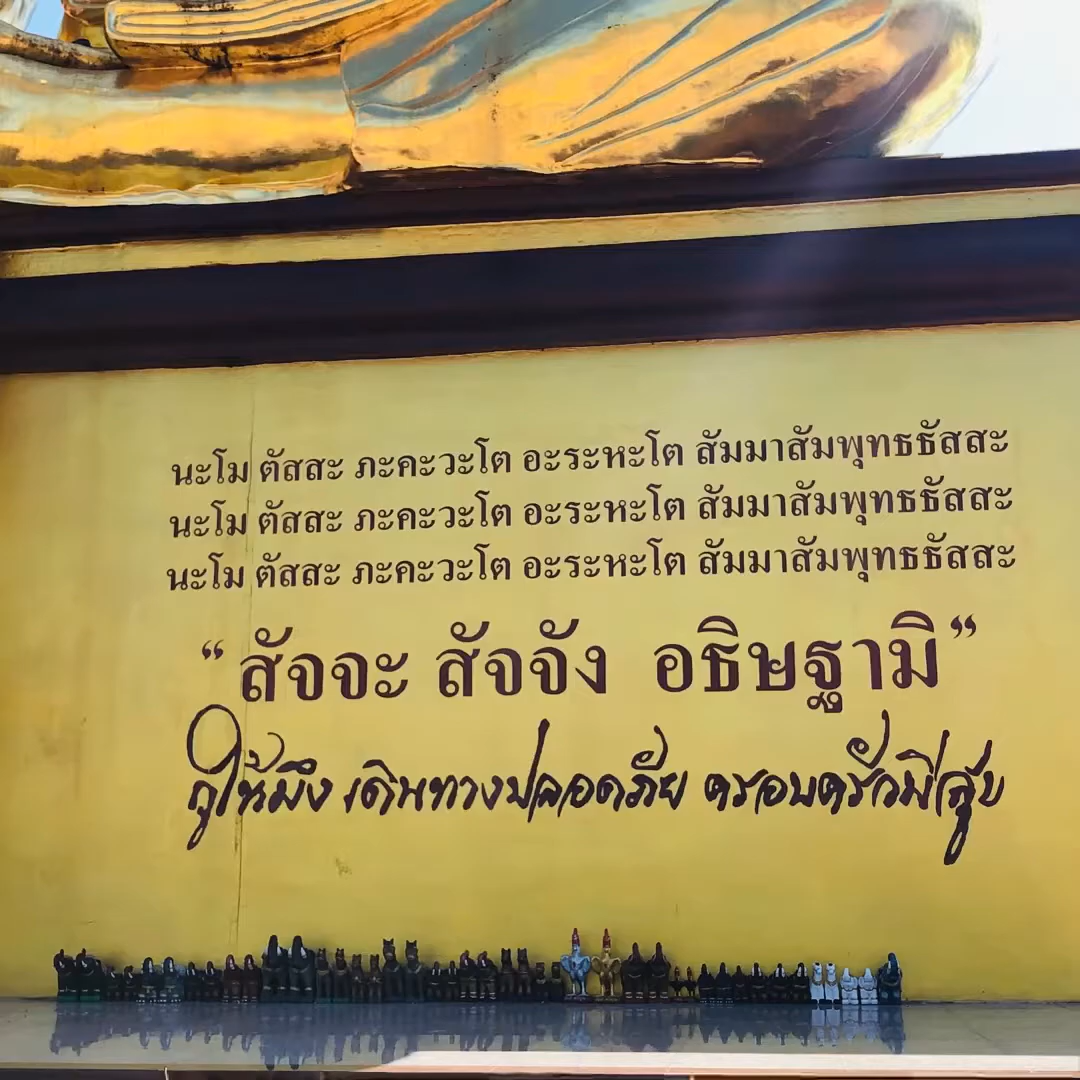 นะโม ตัสสะ ภะคะวะโต อะระหะโต สัมมาสัมพุทธธัสสะ
นะโม ตัสสะ ภะคะวะโต อะระหะโต สัมมาสัมพุทธธัสสะ
นะโม ตัสสะ ภะคะวะโต อะระหะโต สัมมาสัมพุทธธัสสะ
“สัจจะ สัจจัง อธิษฐามิ”
กูให้มึง เดินทางปลอดภัย ครอบครัวมีสุข